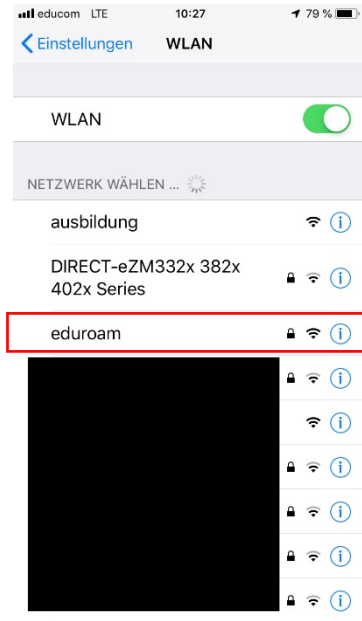 educom LTE 10:27 79 %
Einstellungen WLAN
WLAN
NETZWERK WÄHLEN ...
ausbildung
DIRECT-eZM332x 382x
402x Series
eduroam